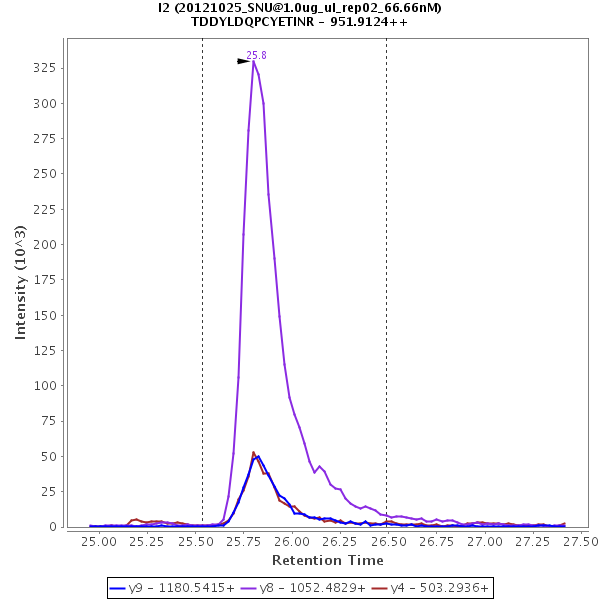 I2 (20121025_SNU@1.0ug_ul_rep02_66.66nM)
TDDYLDQPCYETINR - 951.9124++
25.8
Intensity (10^3)
325
300
275
250
225
200
175
150
125
100
75
50
25
0
25.00 25.25 25.50 25.75 26.00 26.25 26.50 26.75 27.00 27.25 27.50
Retention Time
y9 - 1180.5415+ y8 - 1052.4829+ y4 - 503.2936+